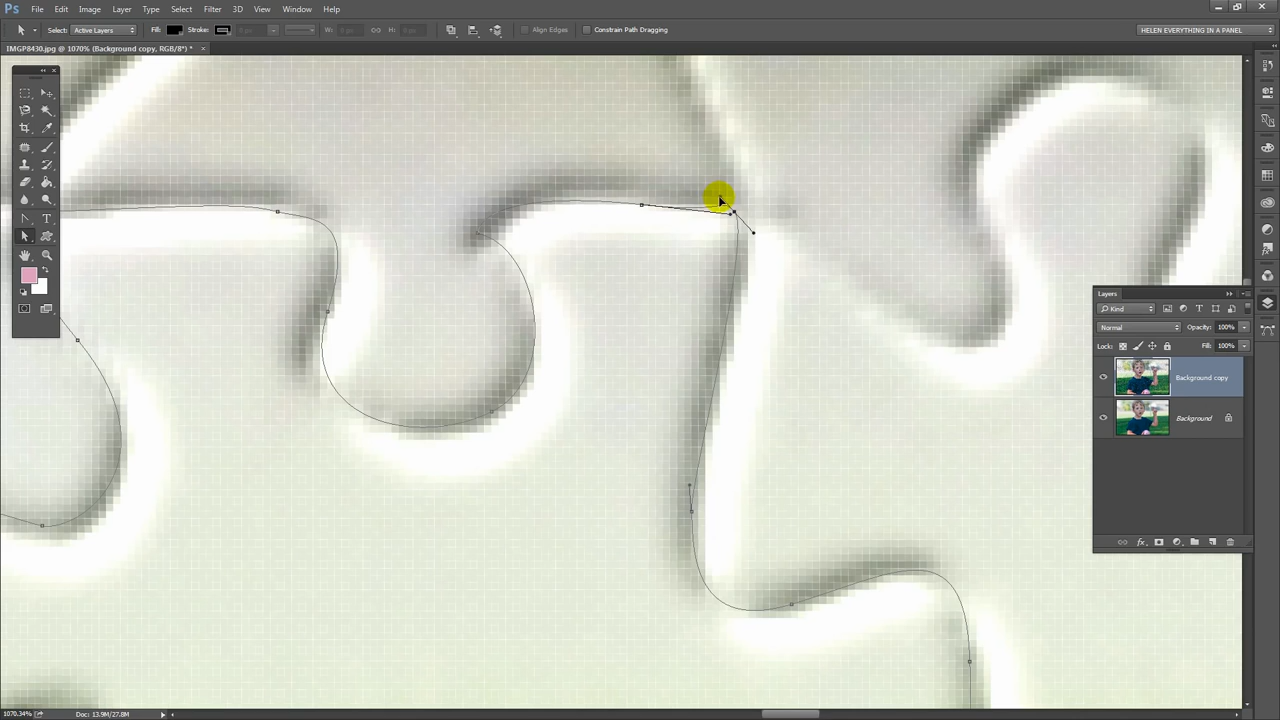 Ps File Edit Image Layer Type Select Filter 3D View Window Help
Select: Active Layers Fill: Stroke: W: H: Align Edges Constrain Path Dragging HELEN EVERYTHING IN A PANEL
IMGP8430.jpg @ 1070% (Background copy, RGB/8*) * ×
Layers
Kind
Normal Opacity: 100%
Lock: Fill: 100%
Background copy
Background
fx
1070.34% Doc: 13.9M/27.8M